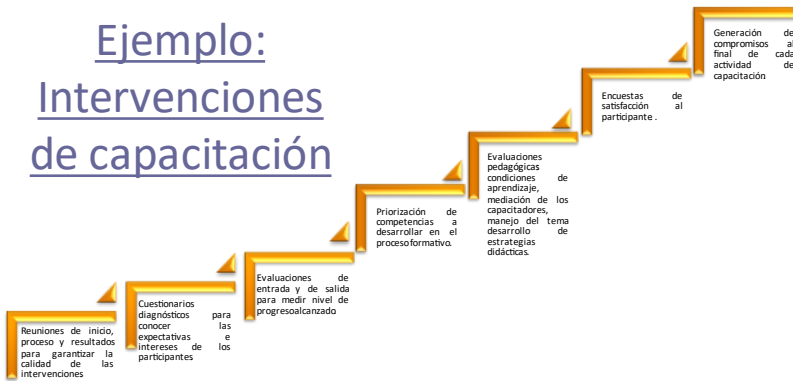 Ejemplo:
Intervenciones
de capacitación
Reuniones de inicio,
proceso y resultados
para garantizar la
calidad de las
intervenciones
Cuestionarios
diagnósticos para
conocer las
expectativas e
intereses de los
participantes
Evaluaciones de
entrada y de salida
para medir nivel de
progresoalcanzado
Priorización de
competencias a
desarrollar en el
procesoformativo.
Evaluaciones
pedagógicas
condiciones de
aprendizaje,
mediación de los
capacitadores,
manejo del tema
desarrollo de
estrategias
didácticas.
Encuestas de
satisfacción al
participante .
Generación de
compromisos al
final de cada
actividad de
capacitación